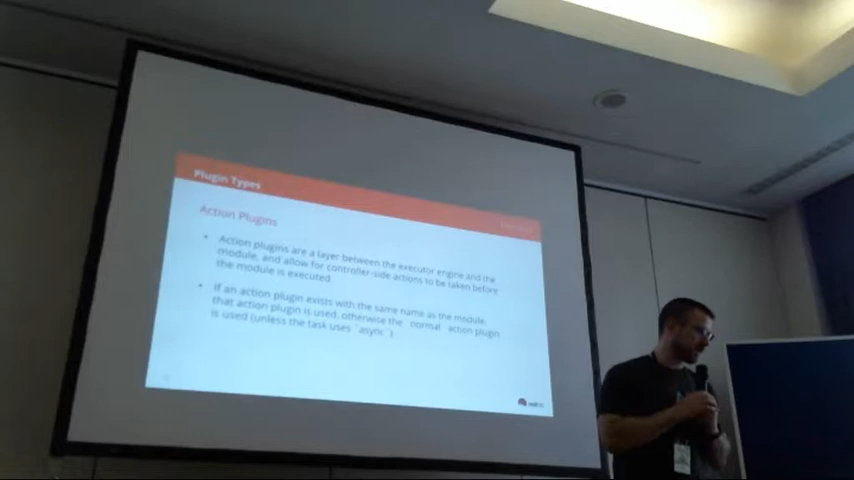 Plugin Types
Action Plugins
• Action plugins are a layer between the executor engine and the
module, and allow for controller-side actions to be taken before
the module is executed
• If an action plugin exists with the same name as the module,
that action plugin is used, otherwise the `normal` action plugin
is used (unless the task uses `async`).